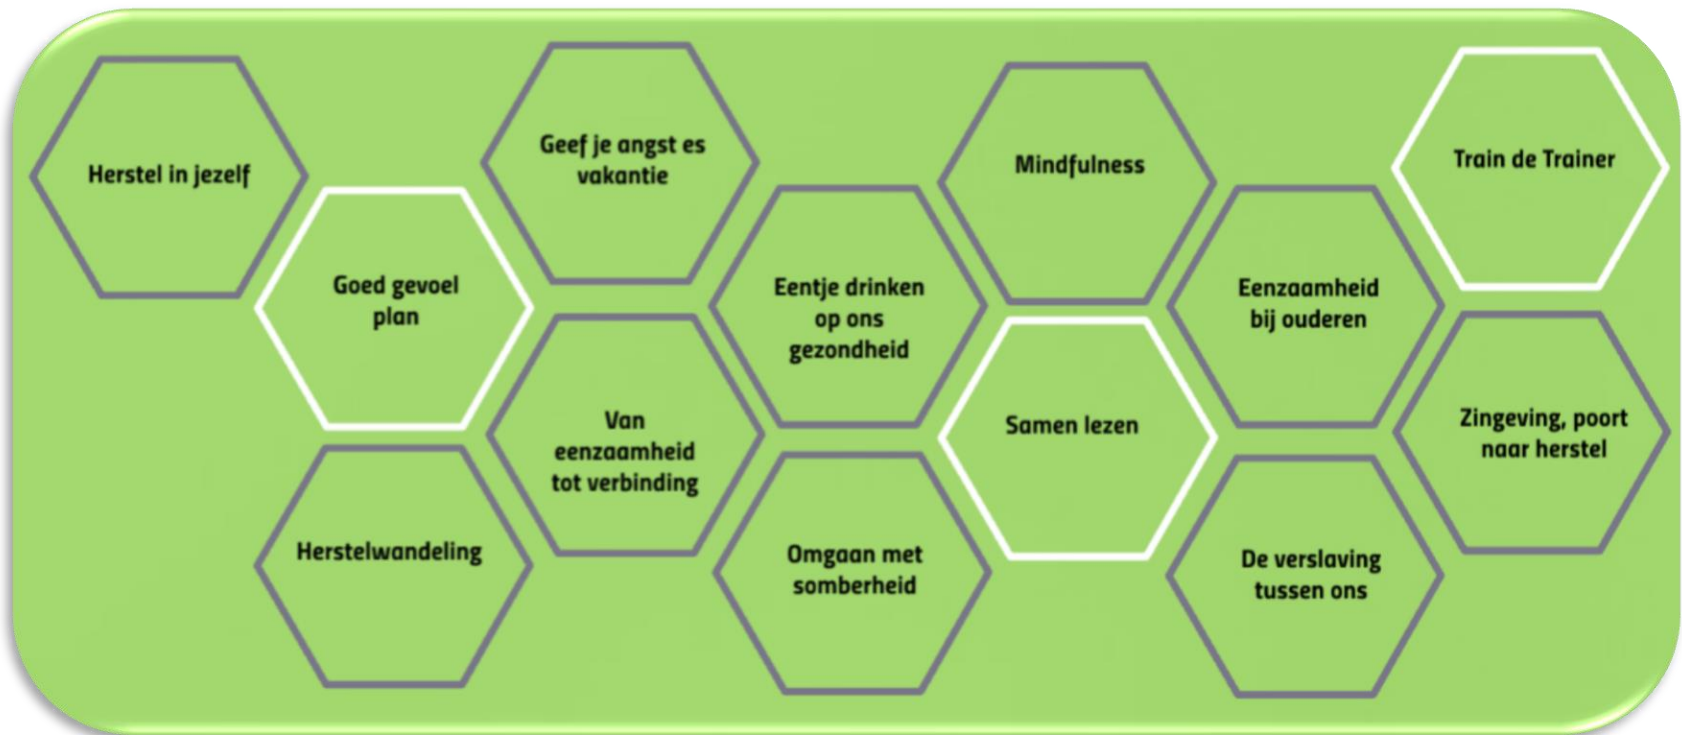 Herstel in jezelf
Goed gevoel
plan
Herstelwandeling
Geef je angst es
vakantie
Van
eenzaamheid
tot verbinding
Eentje drinken
op ons
gezondheid
Omgaan met
somberheid
Mindfulness
Samen lezen
Eenzaamheid
bij ouderen
De verslaving
tussen ons
Train de Trainer
Zingeving, poort
naar herstel